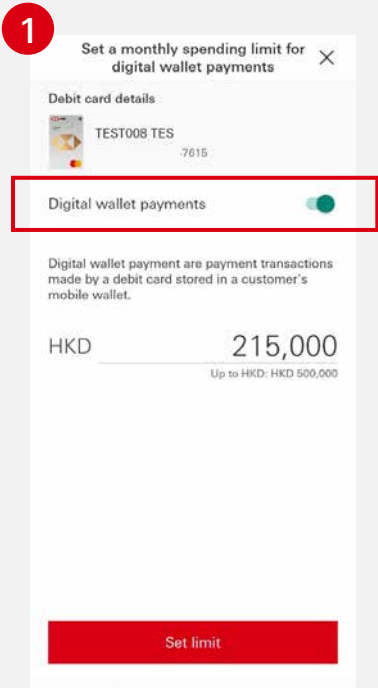 1
Set a monthly spending limit for
digital wallet payments
Debit card details
TEST008 TES
-7615
Digital wallet payments
Digital wallet payment are payment transactions
made by a debit card stored in a customer's
mobile wallet.
HKD 215,000
Up to HKD: HKD 500,000
Set limit